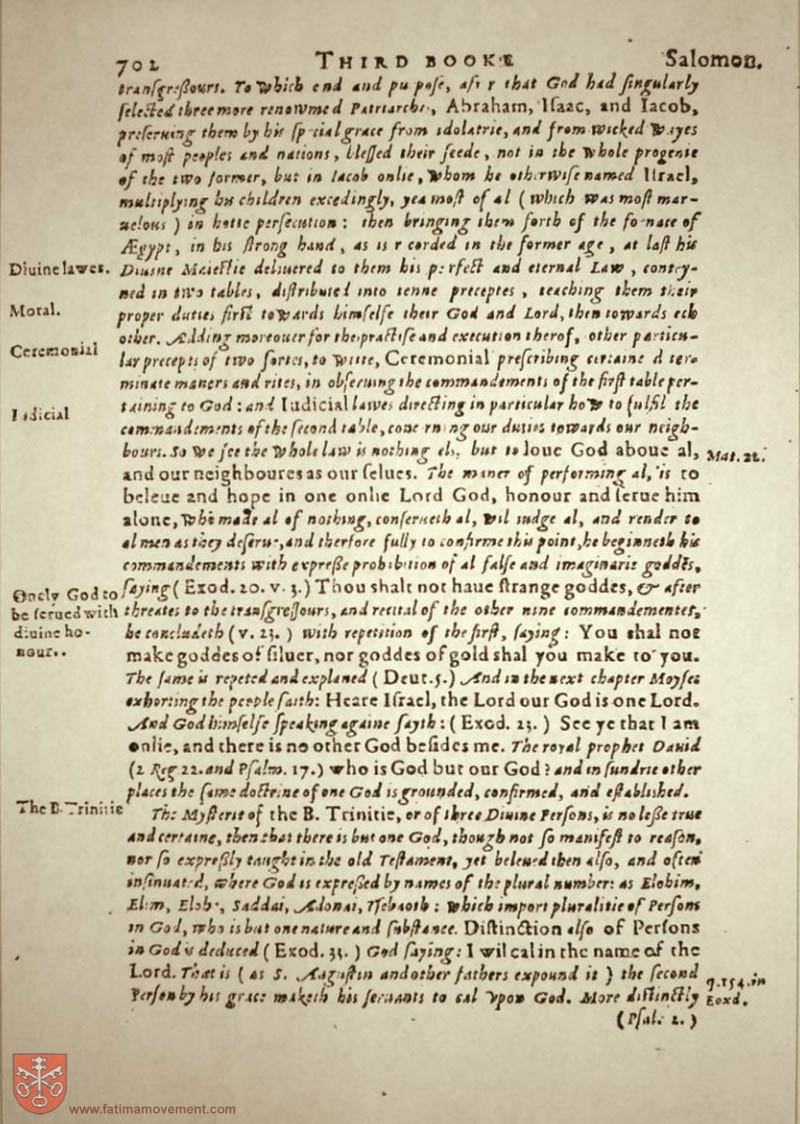 702 THIRD BOOKE Salomon.
transgreßours. To which end and pu pose, aft r that God had singularly
selected three more renowmed Patriarche, Abraham, Isaac, and Iacob,
preseruing them by his sp cial grace from idolatrie, and from wicked wayes
of most peoples and nations, blessed their seede, not in the whole progenie
of the two former, but in Iacob onlie, whom he otherwise named Israel,
multiplying his children excedingly, yea most of al (which was most mar-
uelous) in hotte persecution: then bringing them forth of the fornace of
Ægypt, in his strong hand, as is r corded in the former age, at last his
Diuine lawes. Diuine Maiestie deliuered to them his perfect and eternal Law, contey-
ned in two tables, distributed into tenne preceptes, teaching them their
Moral. proper duties first towards himselfe their God and Lord, then towards ech
other. Adding moreouer for the practise and execution therof, other particu-
Ceremonial lar precepts of two sortes, to witte, Ceremonial prescribing certaine d ter-
minate maners and rites, in obseruing the commandements of the first table per-
Iudicial taining to God: and Iudicial lawes directing in particular how to fulfil the
commandements of the second table, conc rning our duties towards our neigh-
bours. So we see the whole law is nothing els, but to loue God aboue al, Mat. 22.
and our neighboures as our selues. The maner of performing al, is to
beleue and hope in one onlie Lord God, honour and serue him
alone, who made al of nothing, conserueth al, wil iudge al, and render to
al men as they deserue, and therfore fully to confirme this point, he beginneth his
commandements with expreße prohibition of al false and imaginarie goddes,
Onely God to saying (Exod. 20. v. 3.) Thou shalt not haue strange goddes, & after
be serued with threates to the transgressours, and recital of the other nine commandementes,
diuine ho- he concludeth (v. 23.) with repetition of the first, saying: You shal not
nour.. make goddes of siluer, nor goddes of gold shal you make to you.
The same is repeted and explaned (Deut. 5.) And in the next chapter Moyses
exhorting the people saith: Heare Israel, the Lord our God is one Lord.
And God himselfe speaking againe sayth: (Exod. 23.) See ye that I am
onlie, and there is no other God besides me. The royal prophet Dauid
(2 Reg 22. and Psalm. 17.) who is God but our God? and in sundrie other
places the same doctrine of one God is grounded, confirmed, and established.
The B. Trinitie The Mysterie of the B. Trinitie, or of three Diuine Persons, is no leße true
and certaine, then that there is but one God, though not so manifest to reason,
nor so expreßly taught in the old Testament, yet beleued then also, and often
insinuated, where God is expreßed by names of the plural number: as Elohim,
Elim, Elohe, Saddai, Adonai, Tsebaoth: which import pluralitie of Persons
in God, who is but one nature and substance. Distinction also of Persons
in God is deduced (Exod. 33.) God saying: I wil cal in the name of the
Lord. That is (as S. Augustin and other fathers expound it) the second q. 154. in
Person by his grace maketh his seruants to cal vpon God. More distinctly Exod.
(Psal. 2.)
www.fatimamovement.com